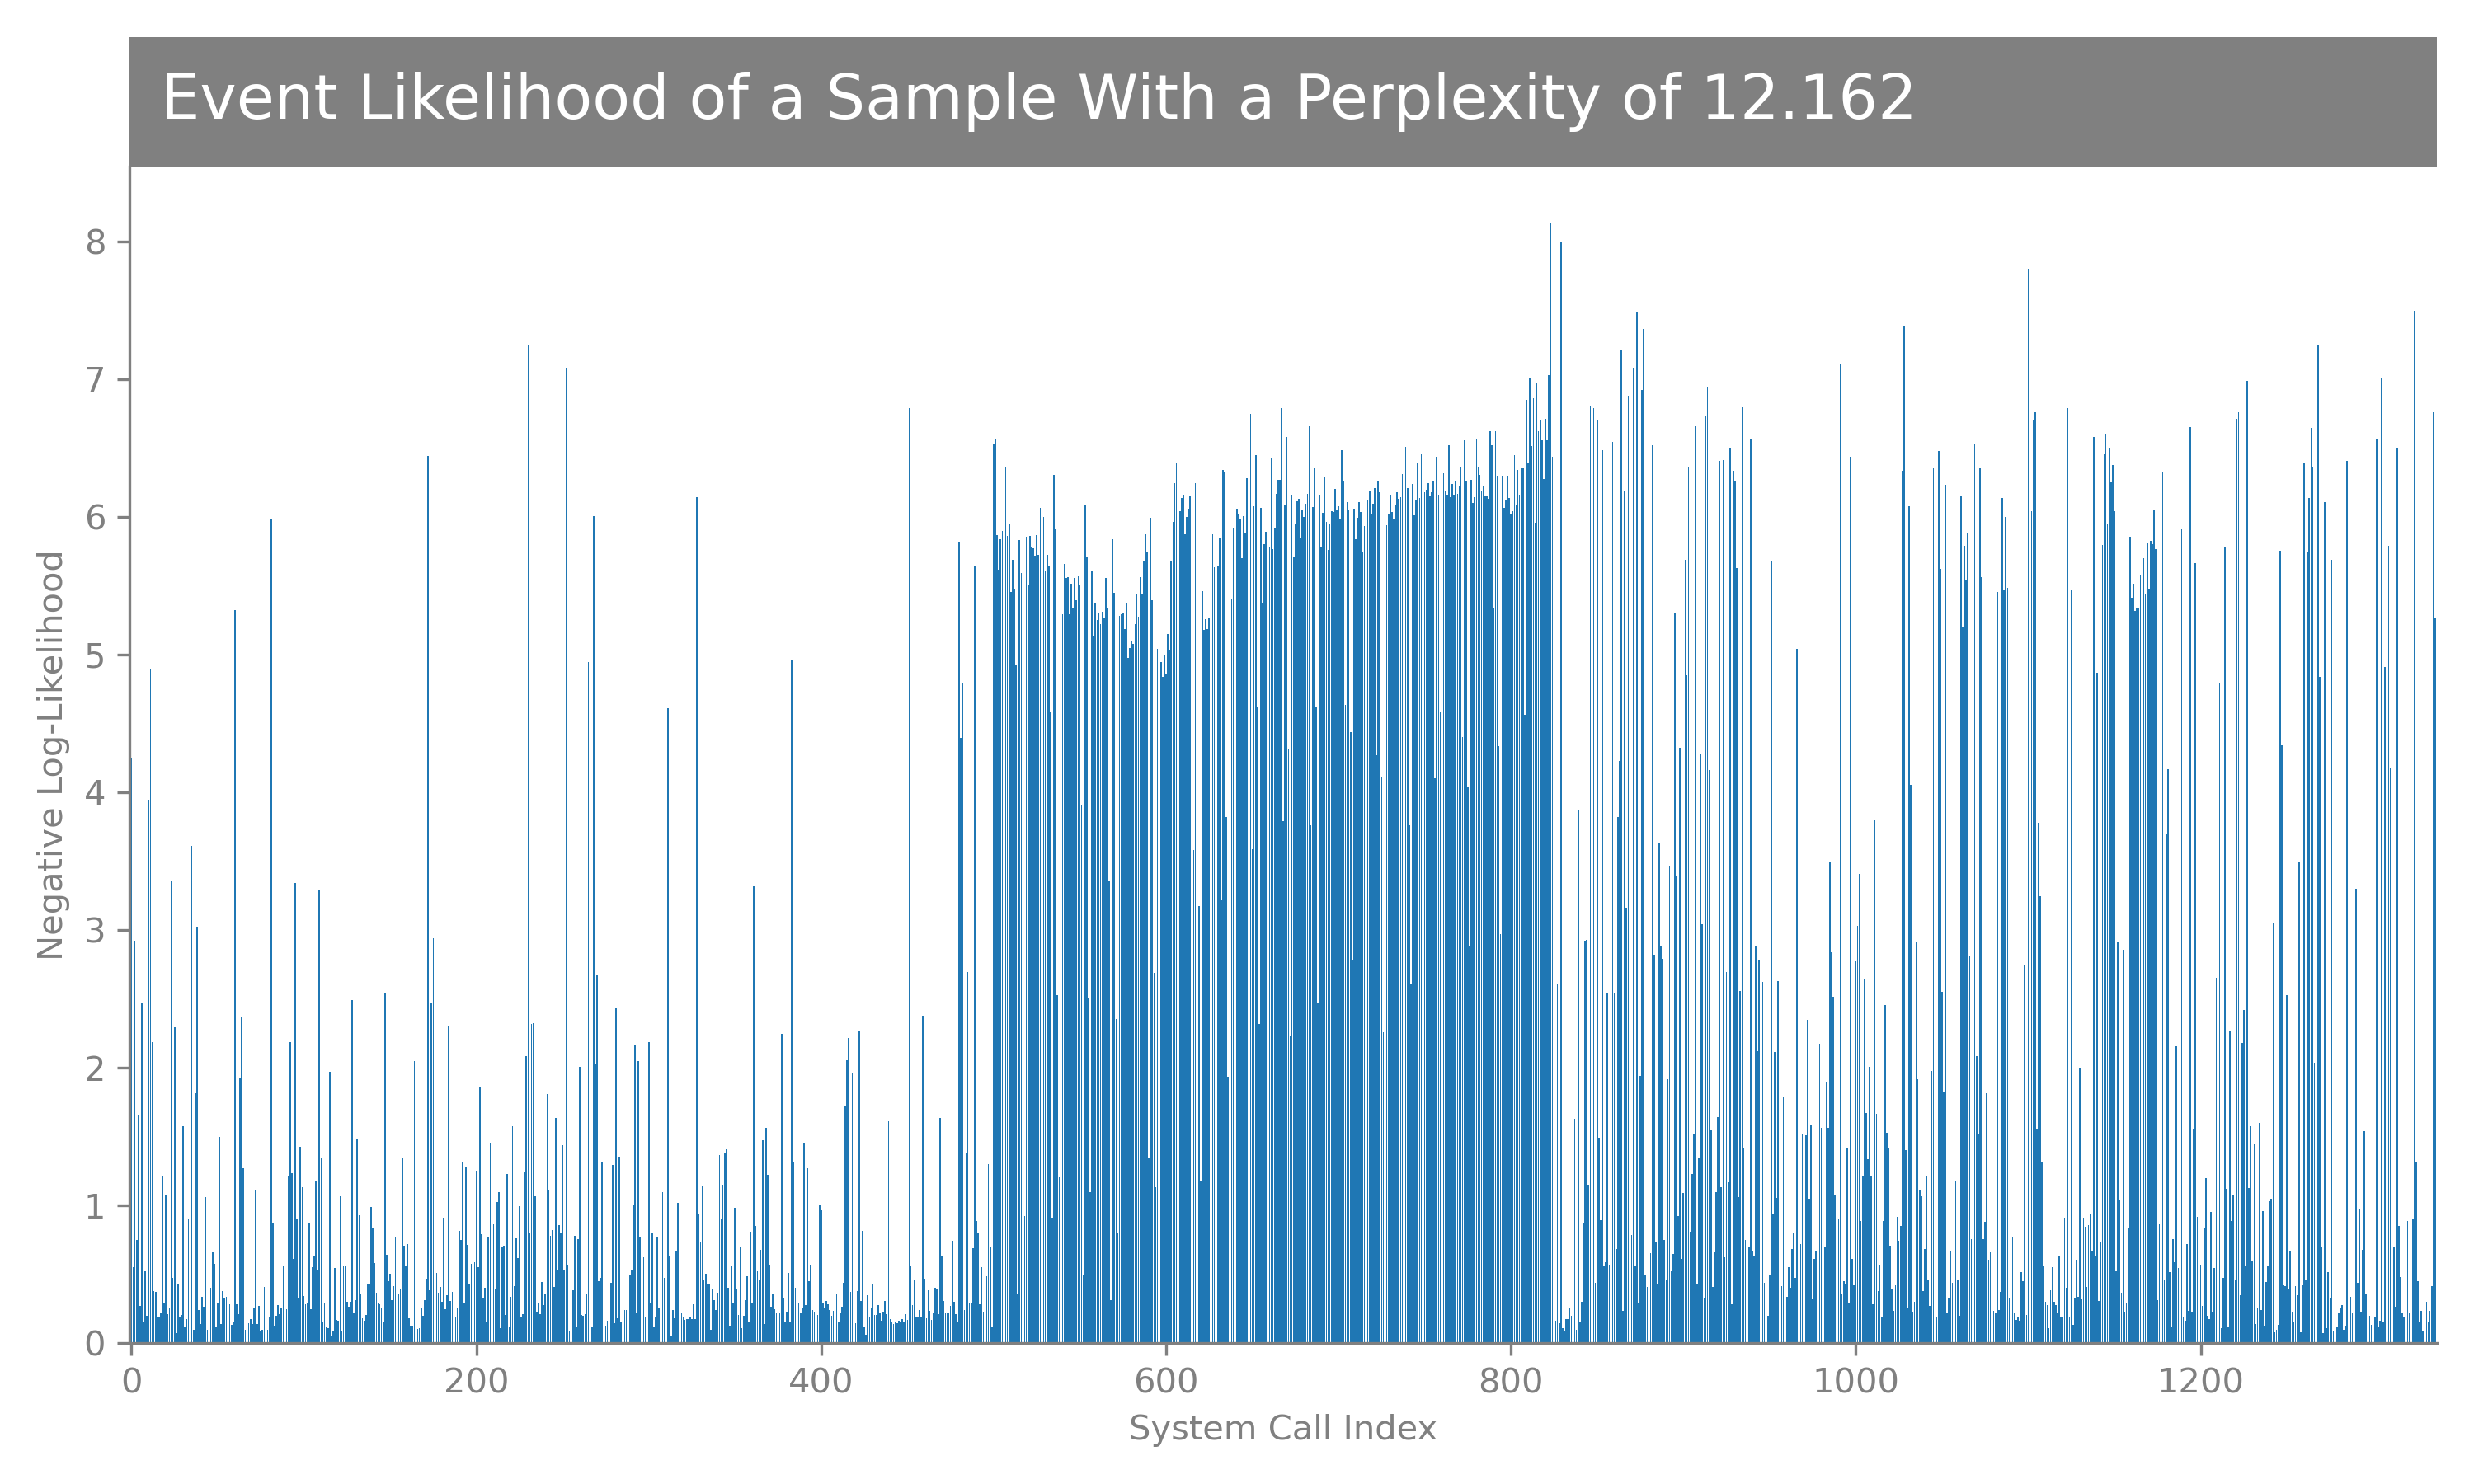 Event Likelihood of a Sample With a Perplexity of 12.162
8
7
6
5
4
3
2
1
0
Negative Log-Likelihood
0 200 400 600 800 1000 1200
System Call Index